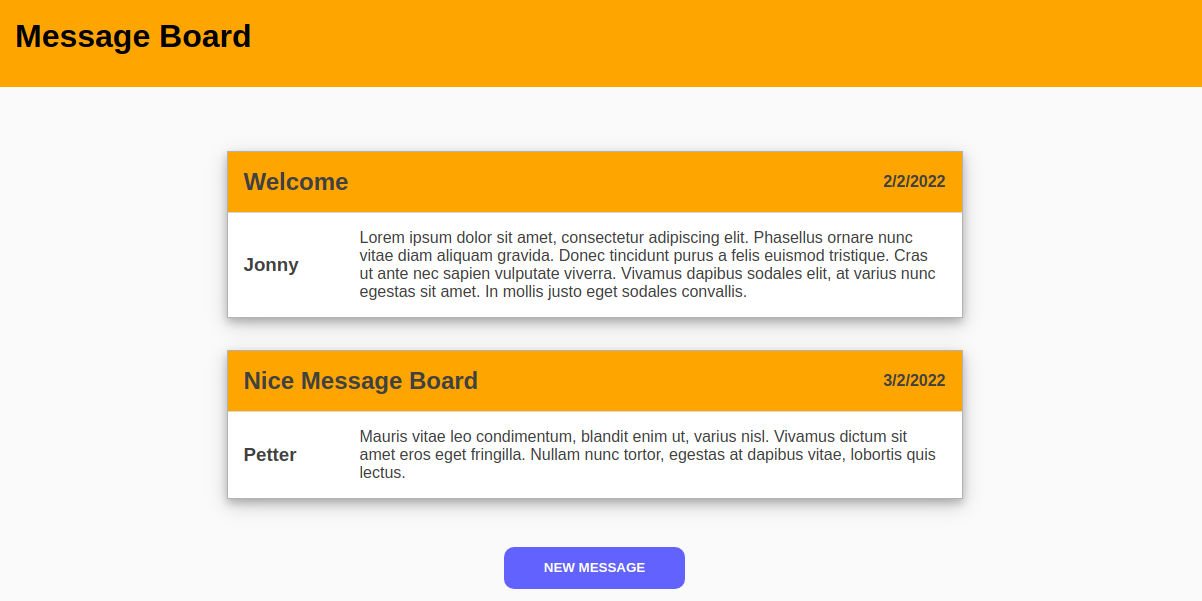 Message Board
Welcome 2/2/2022
Jonny
Lorem ipsum dolor sit amet, consectetur adipiscing elit. Phasellus ornare nunc
vitae diam aliquam gravida. Donec tincidunt purus a felis euismod tristique. Cras
ut ante nec sapien vulputate viverra. Vivamus dapibus sodales elit, at varius nunc
egestas sit amet. In mollis justo eget sodales convallis.
Nice Message Board 3/2/2022
Petter
Mauris vitae leo condimentum, blandit enim ut, varius nisl. Vivamus dictum sit
amet eros eget fringilla. Nullam nunc tortor, egestas at dapibus vitae, lobortis quis
lectus.
NEW MESSAGE